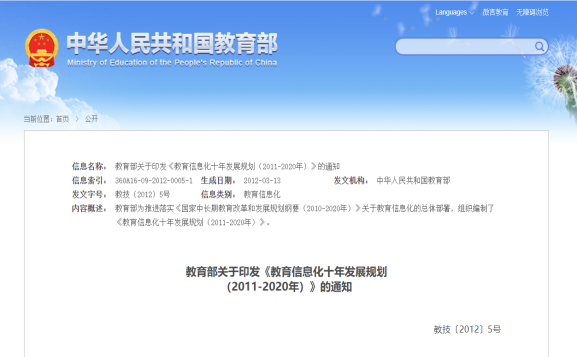 Languages 微言教育 无障碍浏览
中华人民共和国教育部
Ministry of Education of the People's Republic of China
当前位置：首页 > 公开
信息名称： 教育部关于印发《教育信息化十年发展规划（2011-2020年）》的通知
信息索引： 360A16-09-2012-0005-1 生成日期： 2012-03-13 发文机构： 中华人民共和国教育部
发文字号： 教技〔2012〕5号 信息类别： 教育信息化
内容概述： 教育部为推进落实《国家中长期教育改革和发展规划纲要（2010-2020年）》关于教育信息化的总体部署，组织编制了
《教育信息化十年发展规划（2011-2020年）》。
教育部关于印发《教育信息化十年发展规划
（2011-2020年）》的通知
教技〔2012〕5号